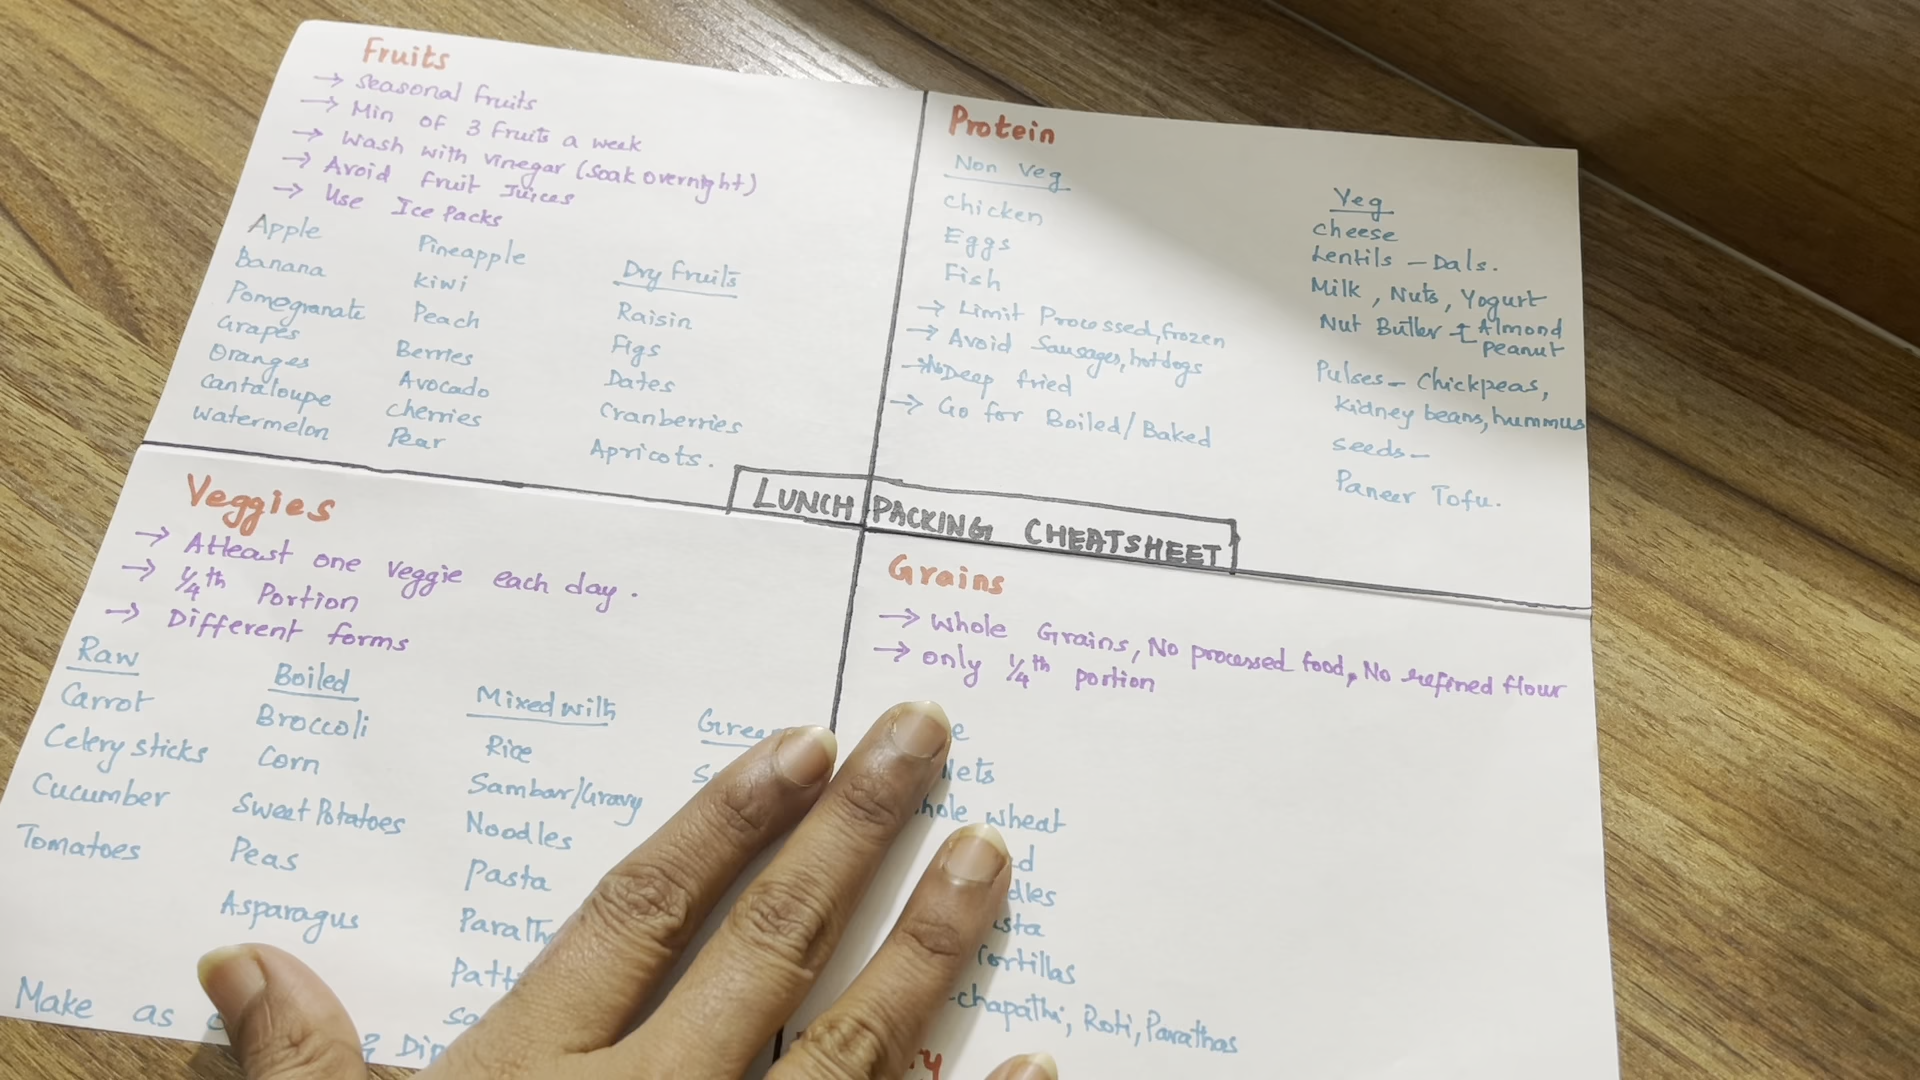 Fruits
→ Seasonal fruits
→ Min of 3 fruits a week
→ Wash with vinegar (Soak overnight)
→ Avoid fruit Juices
→ Use Ice Packs
Apple
Banana
Pomegranate
Grapes
Oranges
Cantaloupe
Watermelon
Pineapple
Kiwi
Peach
Berries
Avocado
Cherries
Pear
Dry fruits
Raisin
Figs
Dates
Cranberries
Apricots.
Protein
Non Veg
Chicken
Eggs
Fish
→ Limit Processed, frozen
→ Avoid Sausages, hotdogs
→ No Deep fried
→ Go for Boiled/Baked
Veg
Cheese
Lentils - Dals.
Milk, Nuts, Yogurt
Nut Butter - Almond
peanut
Pulses - Chickpeas,
Kidney beans, hummus
seeds -
Paneer Tofu.
LUNCH PACKING CHEATSHEET
Veggies
→ Atleast one veggie each day.
→ 1/4th Portion
→ Different forms
Raw
Carrot
Celery sticks
Cucumber
Tomatoes
Boiled
Broccoli
Corn
Sweet Potatoes
Peas
Asparagus
Mixed with
Rice
Sambar/Gravy
Noodles
Pasta
Make as
Grains
→ Whole Grains, No processed food, No refined flour
→ only 1/4th portion
wheat
Tortillas
-chapathi, Roti, Parathas